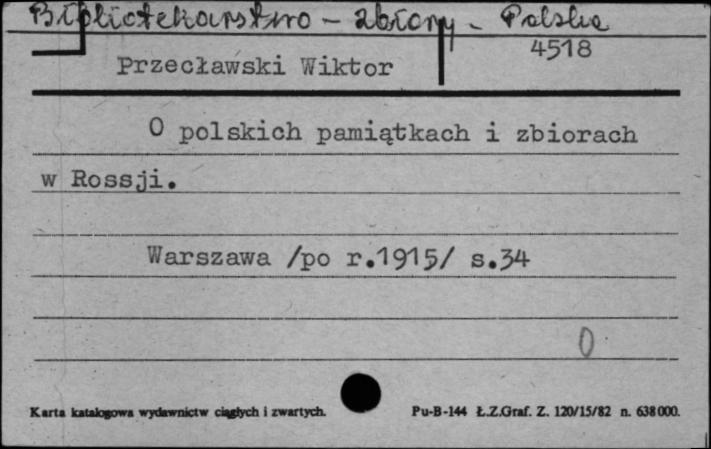 Bibliotekarstwo - zbiory - Polska
4518
Przecławski Wiktor
O polskich pamiątkach i zbiorach
w Rossji.
Warszawa /po r.1915/ s.34
0
Karta katalogowa wydawnictw ciągłych i zwartych. Pu-B-144 Ł.Z.Graf. Z. 120/15/82 n. 638000.